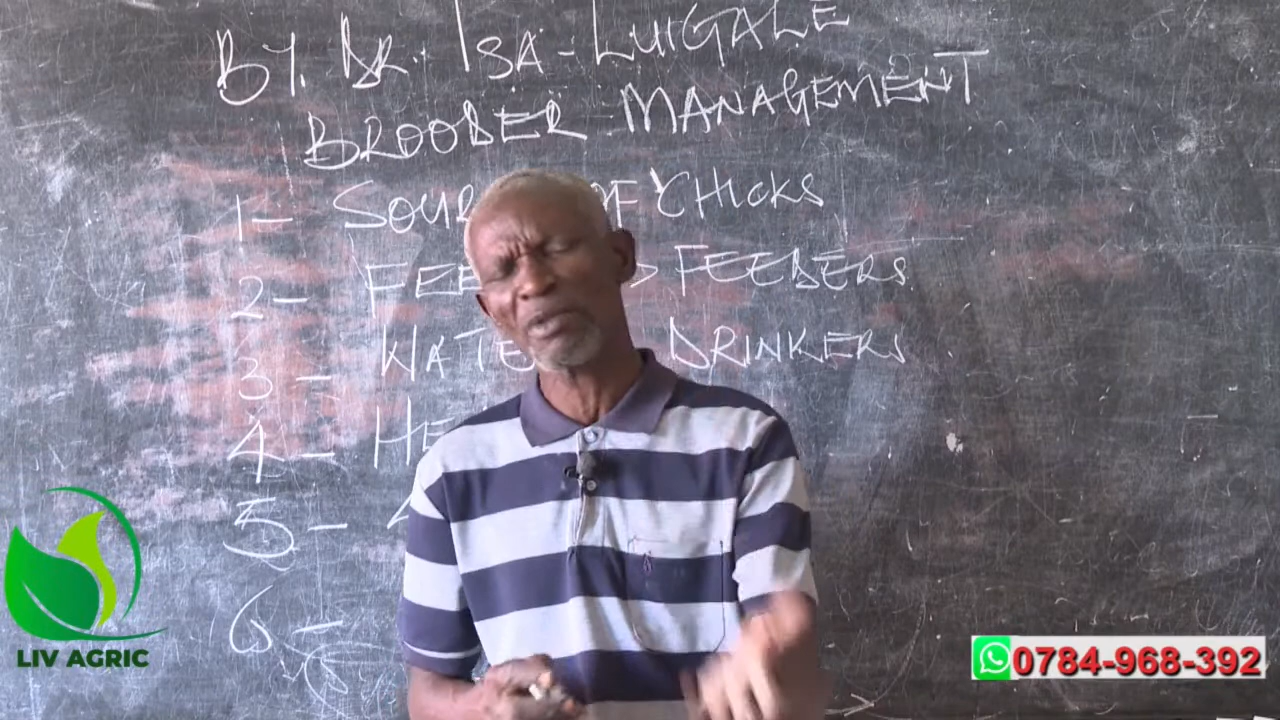 BY. DR. ISA - LUIGALE
BROODER MANAGEMENT
1- SOUR OF CHICKS
2- FEE > FEEDERS
3- WATE DRINKERS
4- HE
5-
6-
LIV AGRIC
0784-968-392